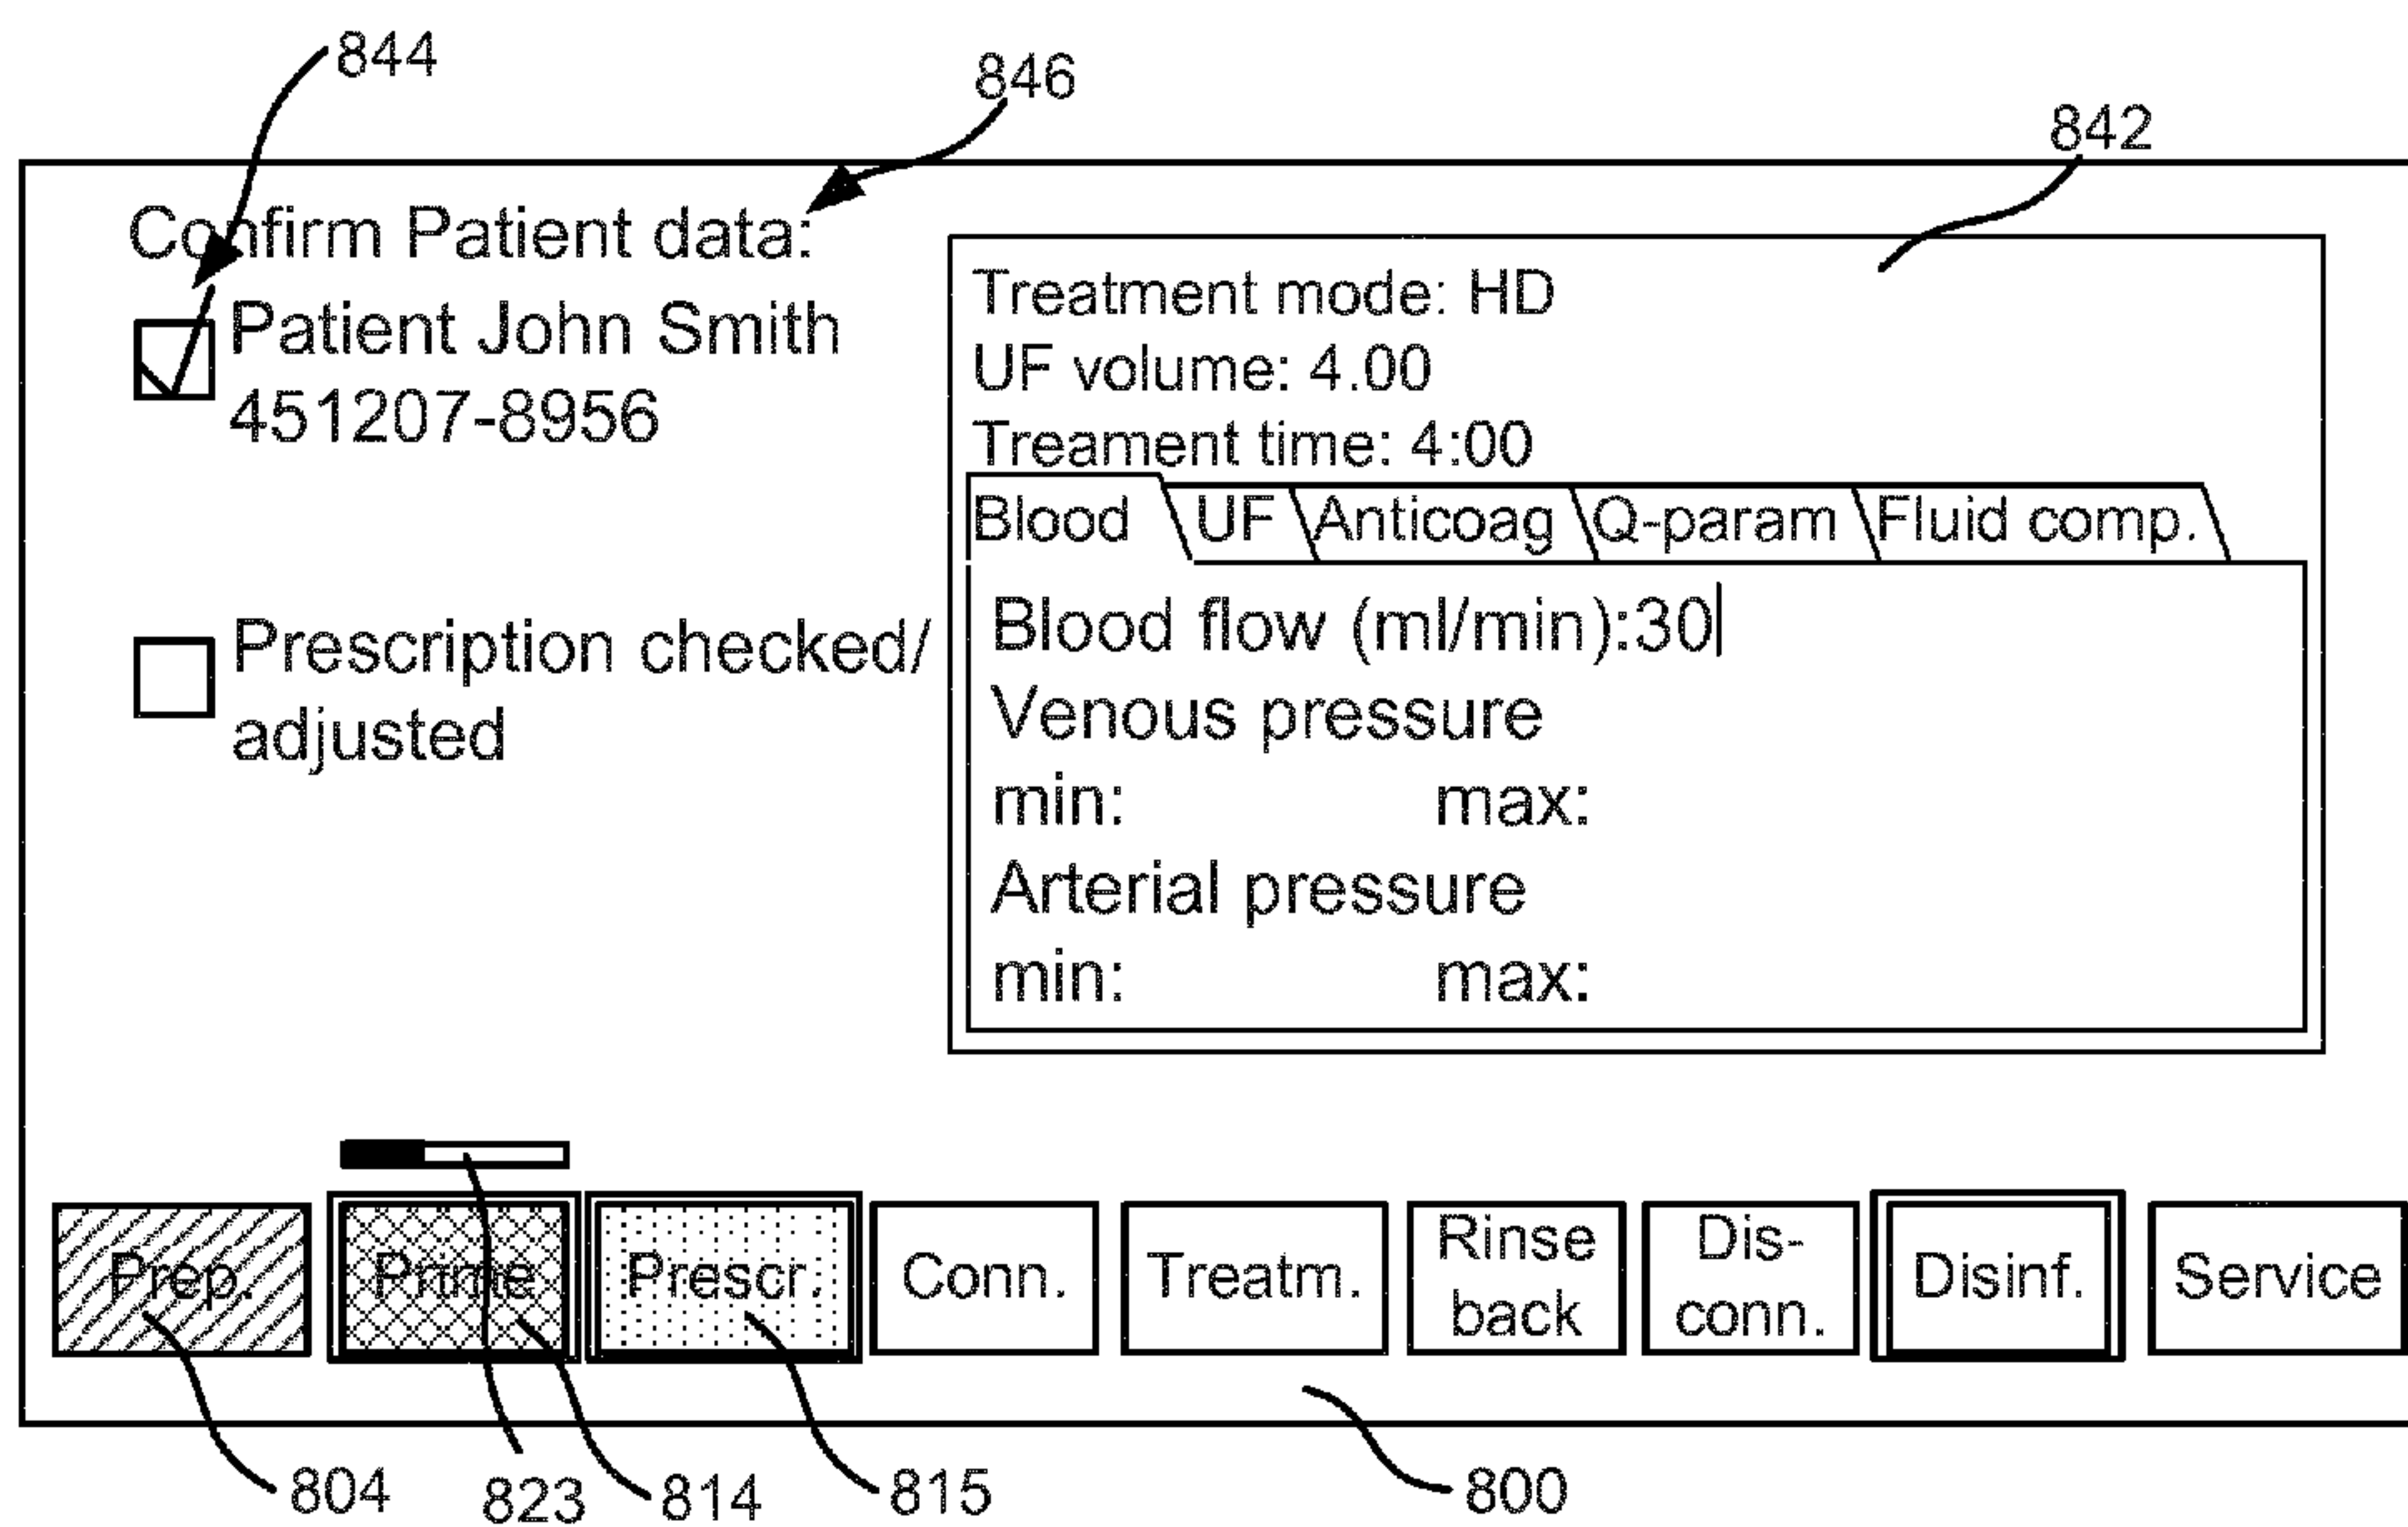 844
846
842
Confirm Patient data:
Patient John Smith
451207-8956
Prescription checked/
adjusted
Treatment mode: HD
UF volume: 4.00
Treament time: 4:00
Blood UF Anticoag Q-param Fluid comp.
Blood flow (ml/min):30
Venous pressure
min: max:
Arterial pressure
min: max:
Prep.
Prime
Prescr.
Conn.
Treatm.
Rinse
back
Dis-
conn.
Disinf.
Service
804
823
814
815
800